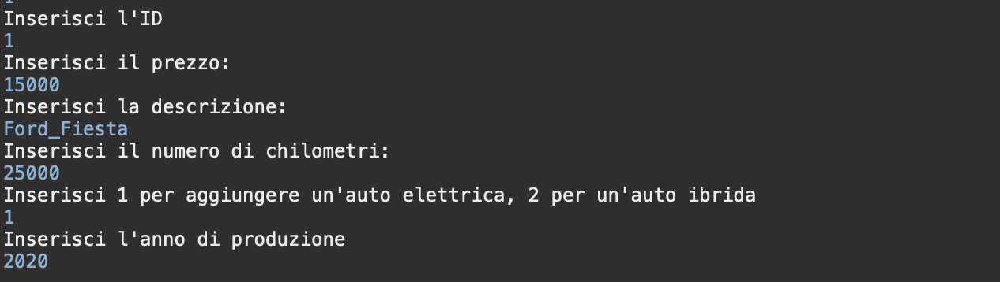 Inserisci l'ID
1
Inserisci il prezzo:
15000
Inserisci la descrizione:
Ford_Fiesta
Inserisci il numero di chilometri:
25000
Inserisci 1 per aggiungere un'auto elettrica, 2 per un'auto ibrida
1
Inserisci l'anno di produzione
2020